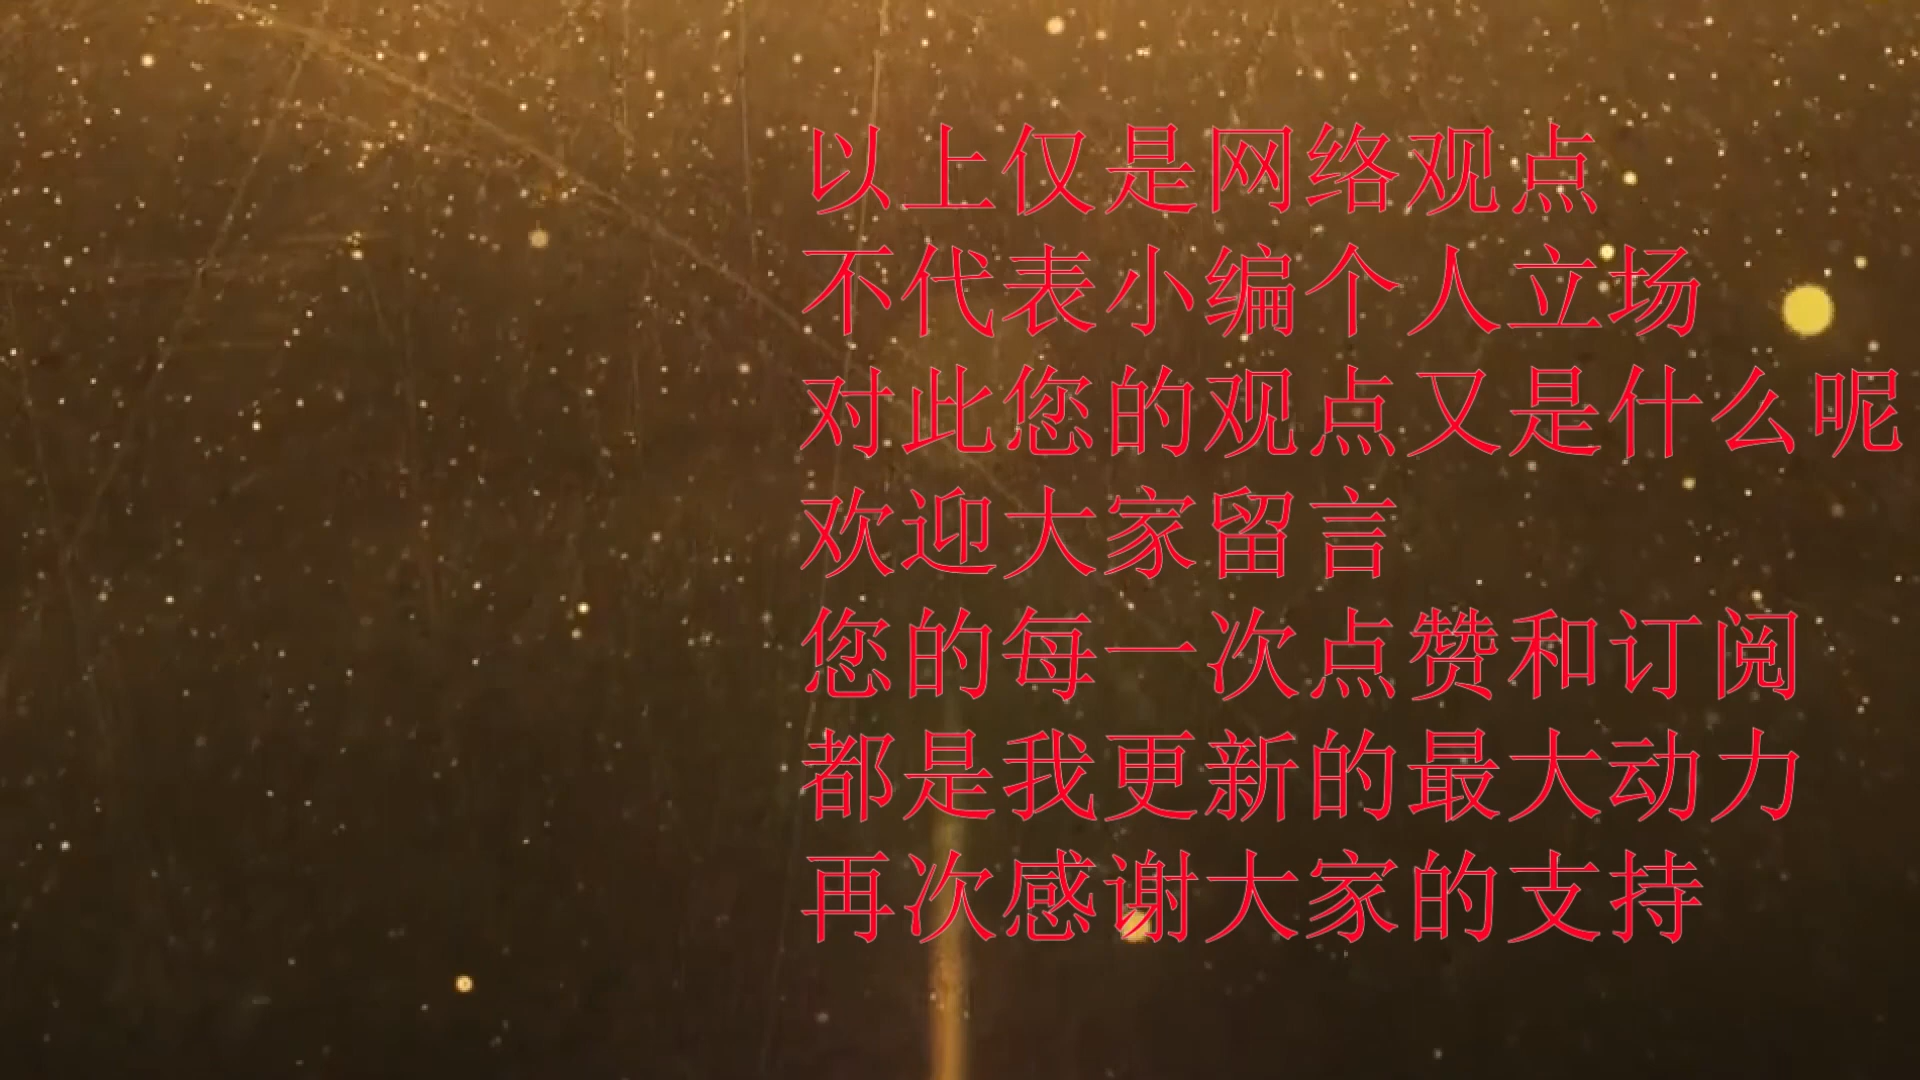 以上仅是网络观点
不代表小编个人立场
对此您的观点又是什么呢
欢迎大家留言
您的每一次点赞和订阅
都是我更新的最大动力
再次感谢大家的支持